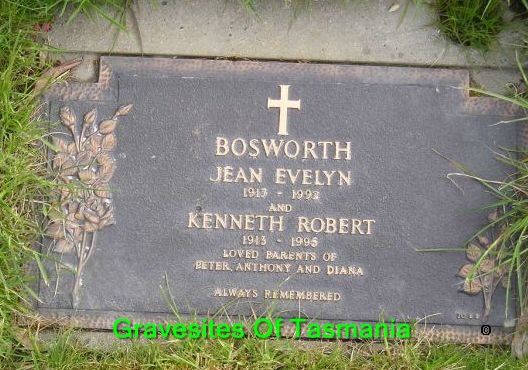 BOSWORTH
JEAN EVELYN
AND
KENNETH ROBERT
LOVED PARENTS OF
PETER, ANTHONY AND DIANA
ALWAYS REMEMBERED
Gravesites Of Tasmania ©